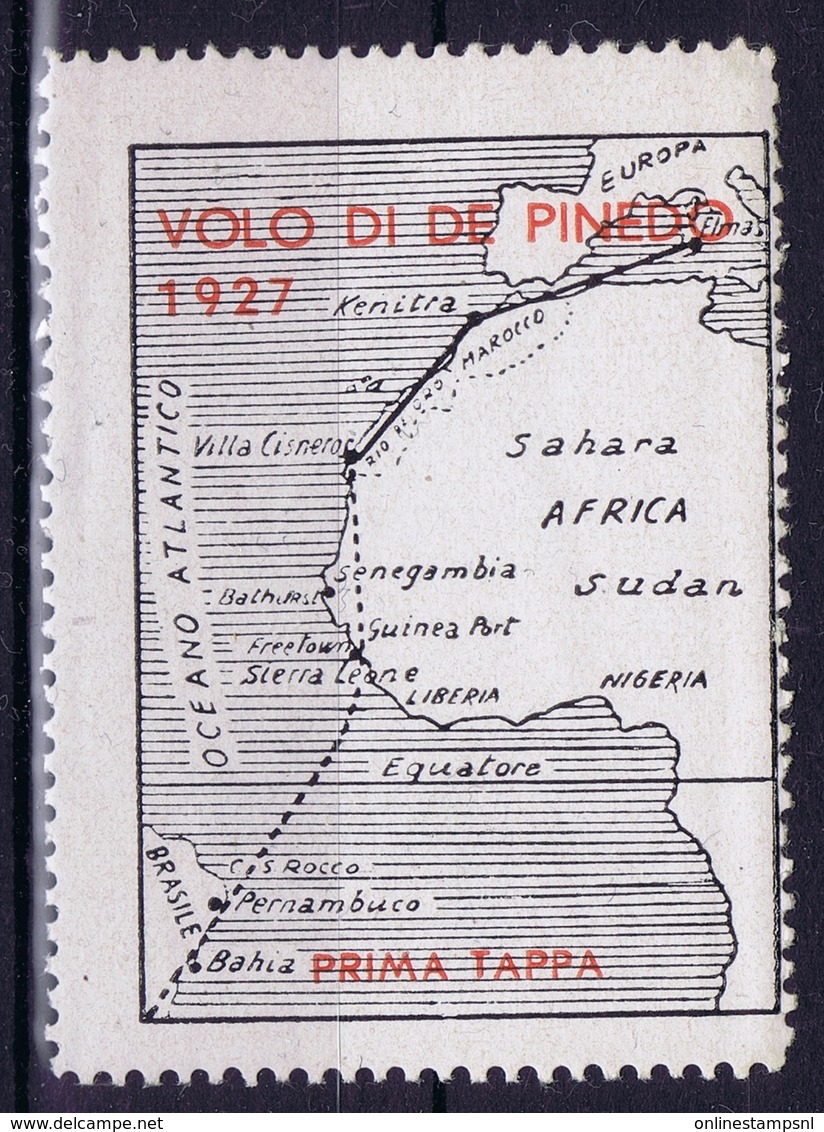 EUROPA
VOLO DI DE PINEDO
Elmas
1927
Kenitra
MAROCCO
RIO DE ORO
OCEANO ATLANTICO
Villa Cisneros
Sahara
AFRICA
Senegambia
Sudan
Bathurst
Guinea Port
Freetown
Sierra Leone
LIBERIA
NIGERIA
Equatore
BRASILE
C.S. ROCCO
Pernambuco
Bahia
PRIMA TAPPA
delcampe.net
onlinestampsnl